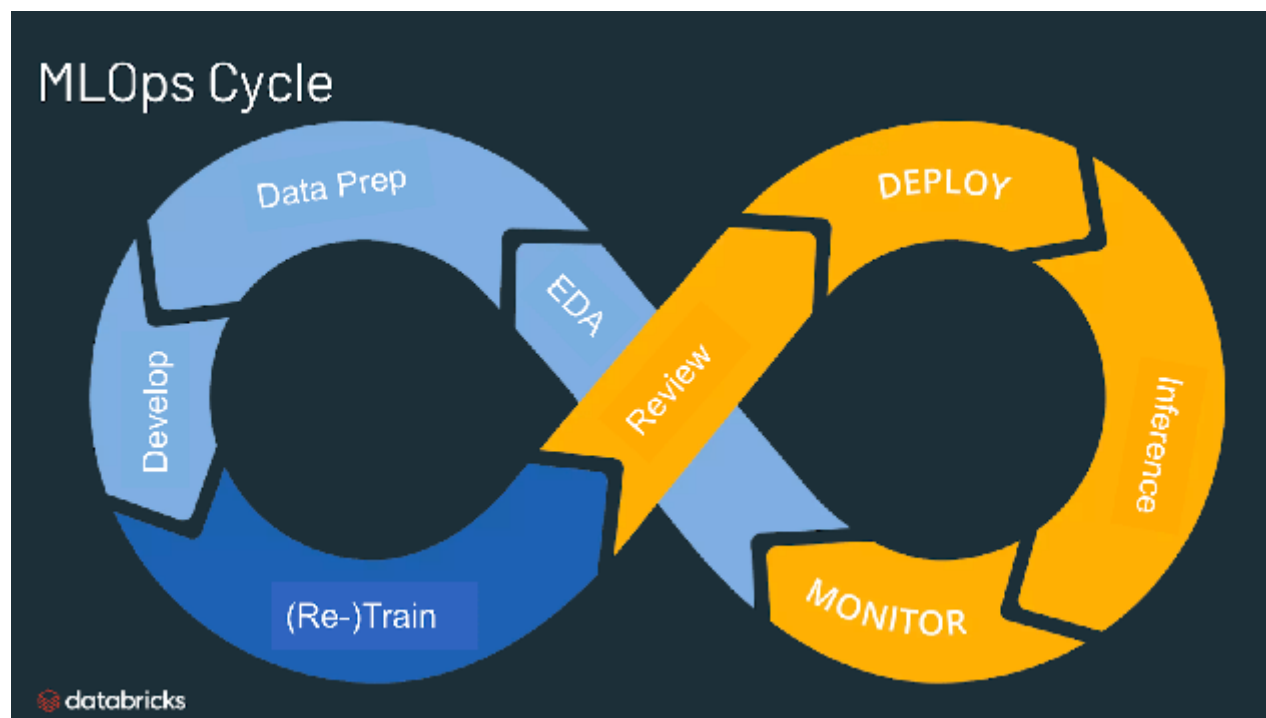 MLOps Cycle
Data Prep
DEPLOY
EDA
Develop
Review
Inference
(Re-)Train
MONITOR
databricks